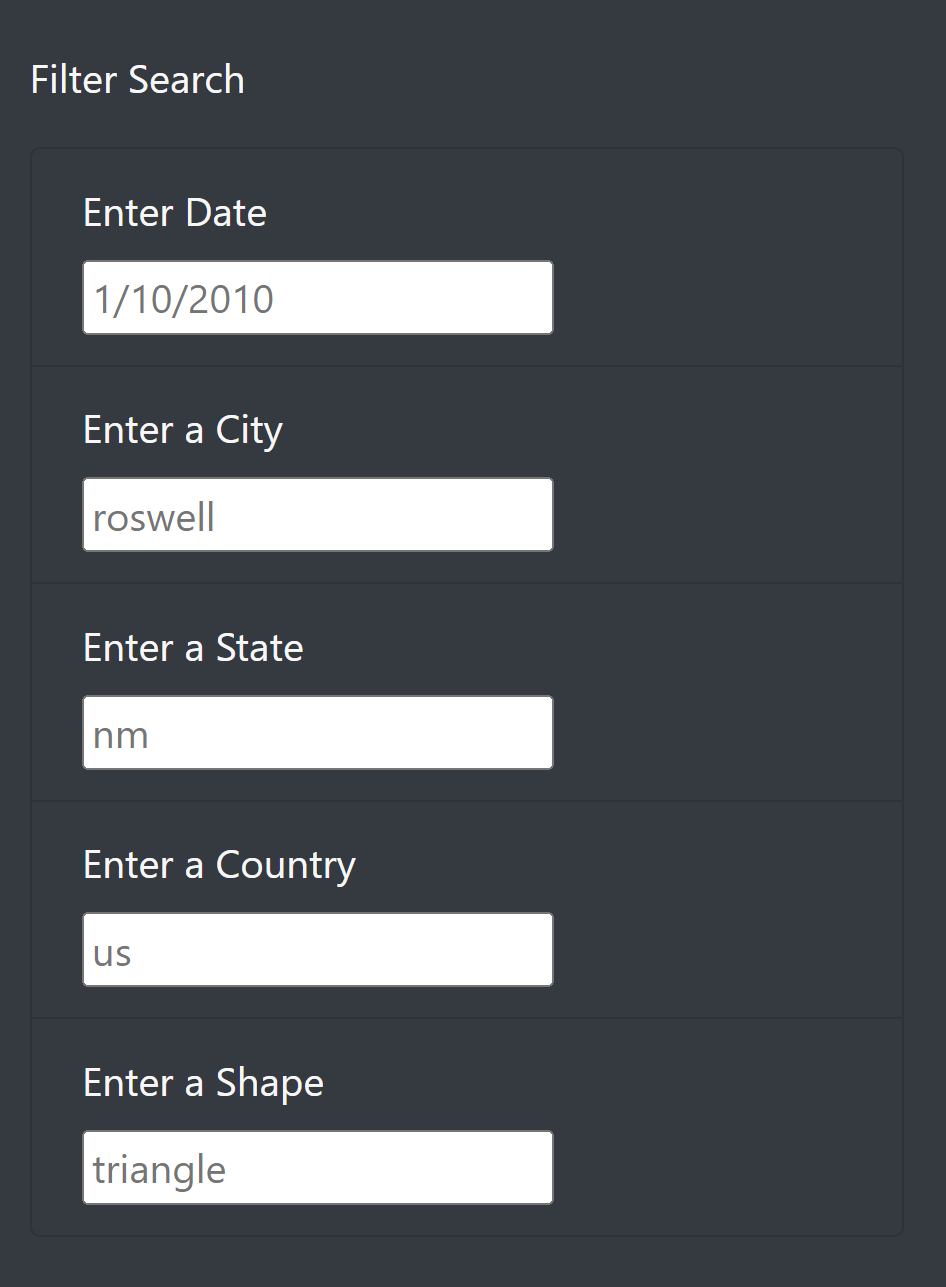 Filter Search
Enter Date
1/10/2010
Enter a City
roswell
Enter a State
nm
Enter a Country
us
Enter a Shape
triangle